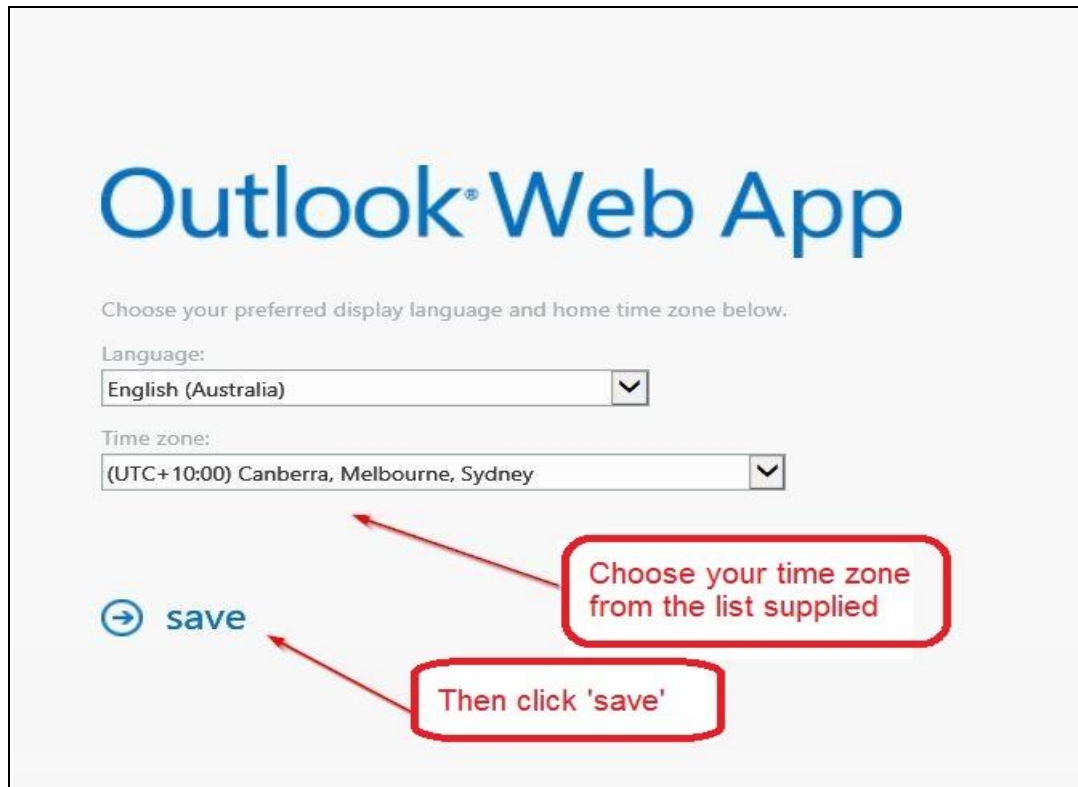 Outlook® Web App
Choose your preferred display language and home time zone below.
Language:
English (Australia)
Time zone:
(UTC+10:00) Canberra, Melbourne, Sydney
Choose your time zone
from the list supplied
save
Then click 'save'